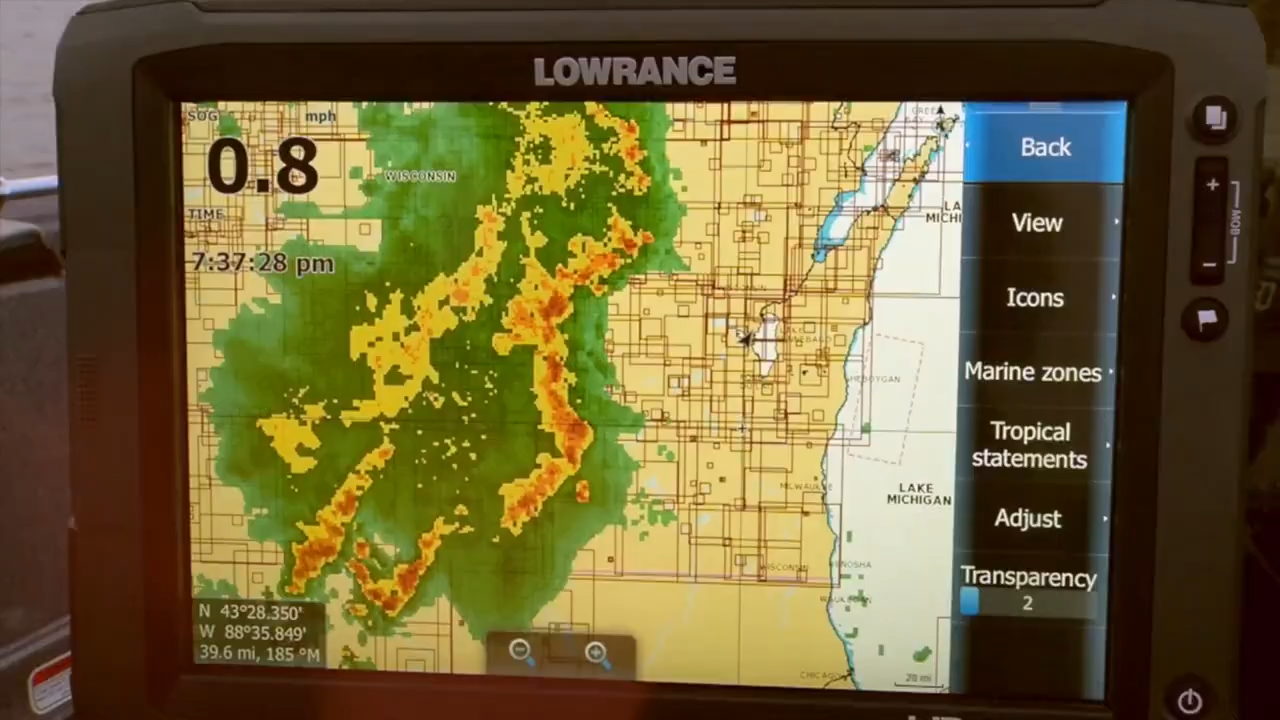 LOWRANCE
SOG mph
0.8
TIME
7:37:28 pm
WISCONSIN
SHEBOYGAN
MILWAUKEE
LAKE
MICHIGAN
WISCONSIN
KENOSHA
WAUKEGAN
CHICAGO
20 mi
N 43°28.350'
W 88°35.849'
39.6 mi, 185 °M
Back
View
Icons
Marine zones
Tropical
statements
Adjust
Transparency
2
MOB